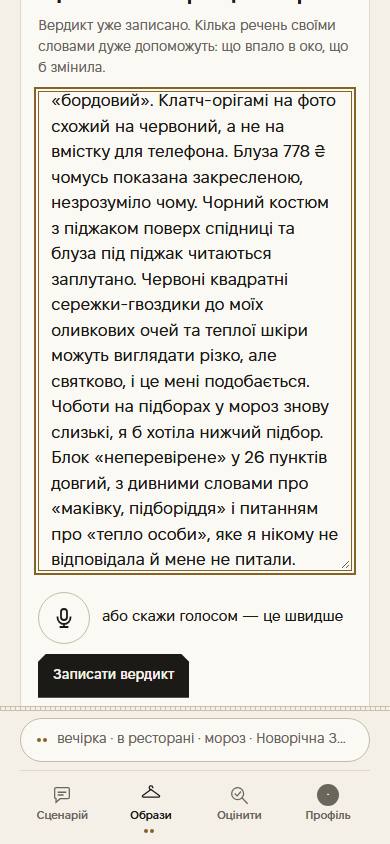 Вердикт уже записано. Кілька речень своїми
словами дуже допоможуть: що впало в око, що
б змінила.
«бордовий». Клатч-орігамі на фото
схожий на червоний, а не на
вмістку для телефона. Блуза 778 ₴
чомусь показана закресленою,
незрозуміло чому. Чорний костюм
з піджаком поверх спідниці та
блуза під піджак читаються
заплутано. Червоні квадратні
сережки-гвоздики до моїх
оливкових очей та теплої шкіри
можуть виглядати різко, але
святково, і це мені подобається.
Чоботи на підборах у мороз знову
слизькі, я б хотіла нижчий підбор.
Блок «неперевірене» у 26 пунктів
довгий, з дивними словами про
«маківку, підборіддя» і питанням
про «тепло особи», яке я нікому не
відповідала й мене не питали.
або скажи голосом — це швидше
Записати вердикт
вечірка · в ресторані · мороз · Новорічна З...
Сценарій
Образи
Оцінити
Профіль